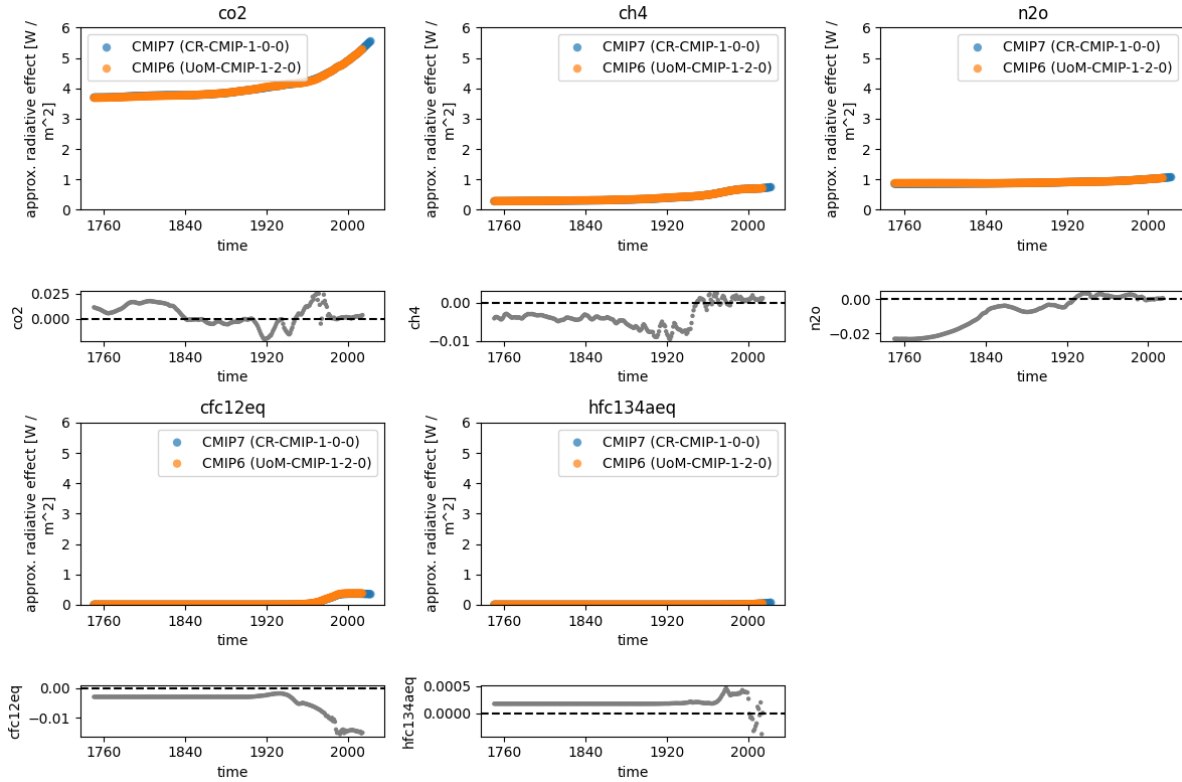 co2
approx. radiative effect [W /
m^2]
6
5
4
3
2
1
0
CMIP7 (CR-CMIP-1-0-0)
CMIP6 (UoM-CMIP-1-2-0)
1760 1840 1920 2000
time
ch4
approx. radiative effect [W /
m^2]
6
5
4
3
2
1
0
CMIP7 (CR-CMIP-1-0-0)
CMIP6 (UoM-CMIP-1-2-0)
1760 1840 1920 2000
time
n2o
approx. radiative effect [W /
m^2]
6
5
4
3
2
1
0
CMIP7 (CR-CMIP-1-0-0)
CMIP6 (UoM-CMIP-1-2-0)
1760 1840 1920 2000
time
co2
0.025
0.000
1760 1840 1920 2000
time
ch4
0.00
−0.01
1760 1840 1920 2000
time
n2o
0.00
−0.02
1760 1840 1920 2000
time
cfc12eq
approx. radiative effect [W /
m^2]
6
5
4
3
2
1
0
CMIP7 (CR-CMIP-1-0-0)
CMIP6 (UoM-CMIP-1-2-0)
1760 1840 1920 2000
time
hfc134aeq
approx. radiative effect [W /
m^2]
6
5
4
3
2
1
0
CMIP7 (CR-CMIP-1-0-0)
CMIP6 (UoM-CMIP-1-2-0)
1760 1840 1920 2000
time
cfc12eq
0.00
−0.01
1760 1840 1920 2000
time
hfc134aeq
0.0005
0.0000
1760 1840 1920 2000
time